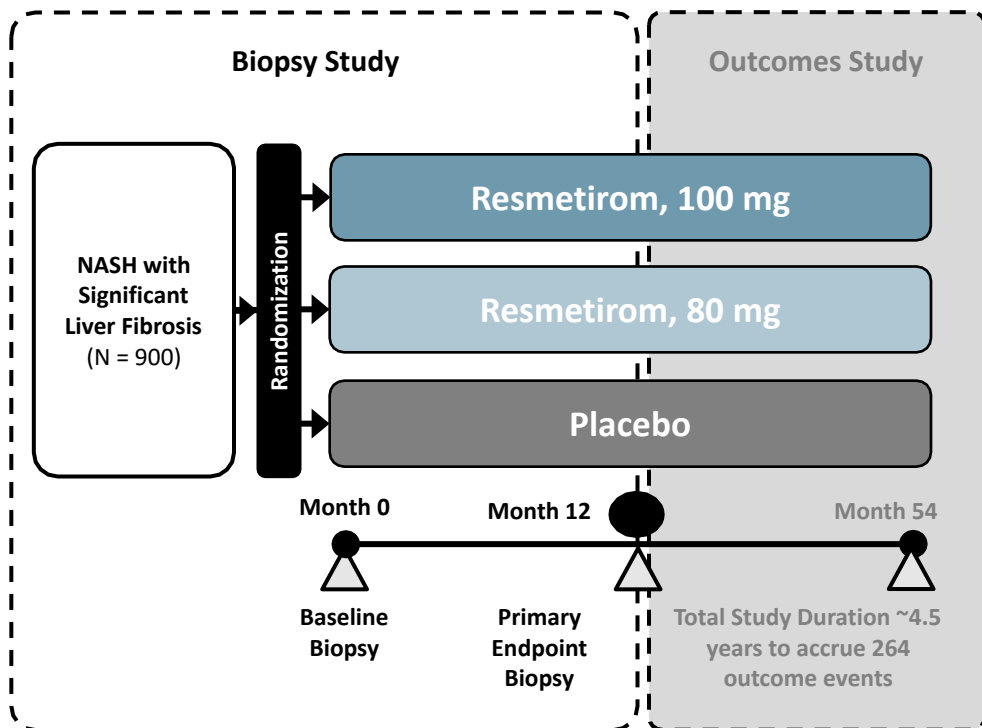 Biopsy Study
Outcomes Study
NASH with
Significant
Liver Fibrosis
(N = 900)
Randomization
Resmetirom, 100 mg
Resmetirom, 80 mg
Placebo
Month 0
Month 12
Month 54
Baseline
Biopsy
Primary
Endpoint
Biopsy
Total Study Duration ~4.5
years to accrue 264
outcome events